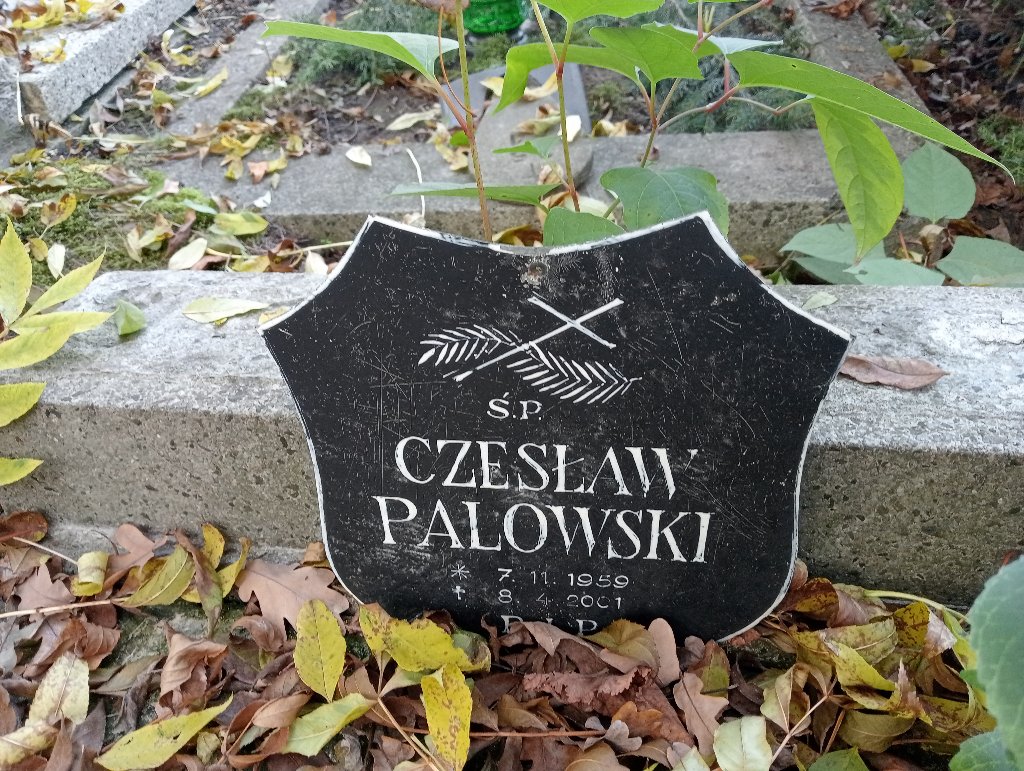 Ś.P.
CZESŁAW
PALOWSKI
* 7. 11. 1959
† 8. 4. 2001
R.I.P.